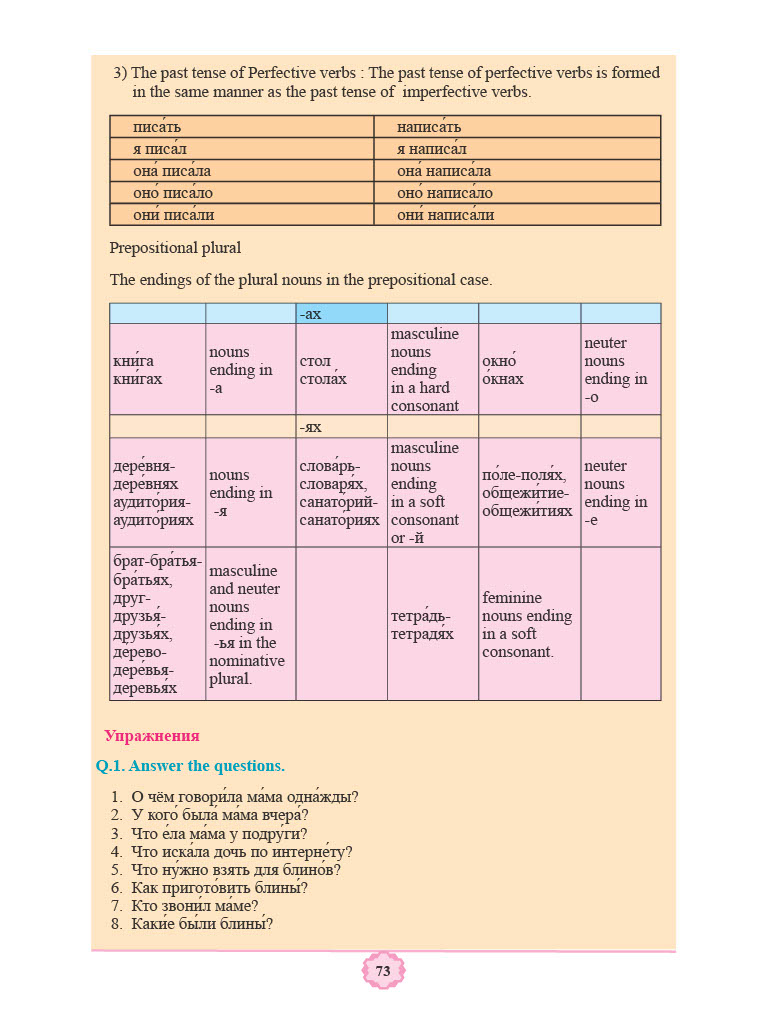 3) The past tense of Perfective verbs : The past tense of perfective verbs is formed
in the same manner as the past tense of imperfective verbs.
писа́ть написа́ть
я писа́л я написа́л
она́ писа́ла она́ написа́ла
оно́ писа́ло оно́ написа́ло
они́ писа́ли они́ написа́ли
Prepositional plural
The endings of the plural nouns in the prepositional case.
-ах
кни́га
кни́гах
nouns
ending in
-а
стол
стола́х
masculine
nouns
ending
in a hard
consonant
окно́
о́кнах
neuter
nouns
ending in
-о
-ях
дере́вня-
дере́внях
аудито́рия-
аудито́риях
nouns
ending in
-я
слова́рь-
словаря́х,
санато́рий-
санато́риях
masculine
nouns
ending
in a soft
consonant
or -й
по́ле-поля́х,
общежи́тие-
общежи́тиях
neuter
nouns
ending in
-е
брат-бра́тья-
бра́тьях,
друг-
друзья́-
друзья́х,
де́рево-
дере́вья-
деревья́х
masculine
and neuter
nouns
ending in
-ья in the
nominative
plural.
тетра́дь-
тетрадя́х
feminine
nouns ending
in a soft
consonant.
Упражнения
Q.1. Answer the questions.
1. О чём говори́ла ма́ма одна́жды?
2. У кого́ была́ ма́ма вчера́?
3. Что е́ла ма́ма у подру́ги?
4. Что иска́ла дочь по интерне́ту?
5. Что ну́жно взять для блино́в?
6. Как пригото́вить блины́?
7. Кто звони́л ма́ме?
8. Каки́е бы́ли блины́?
73